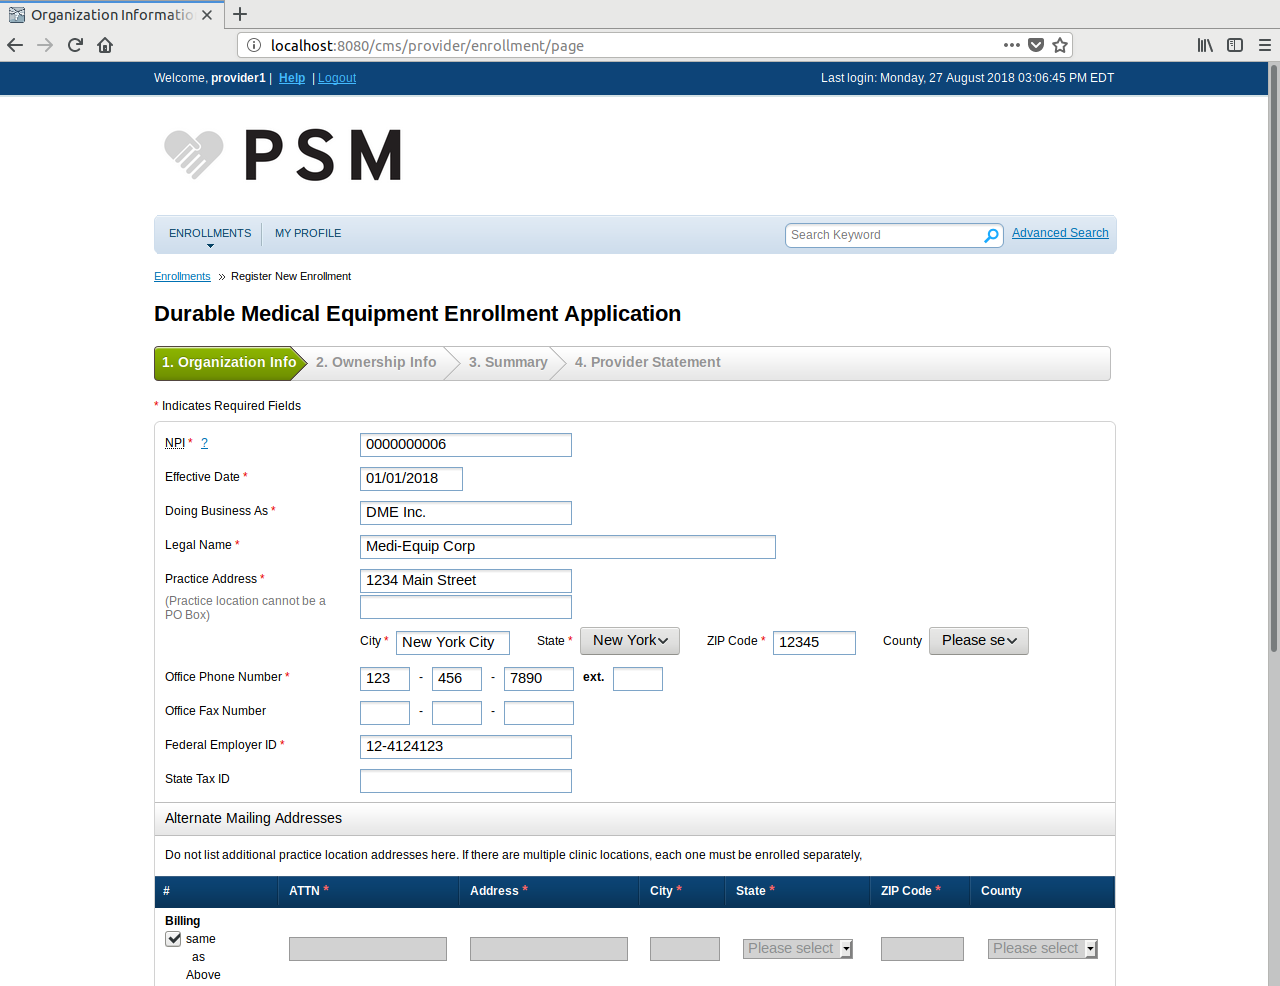 Organization Informatio
localhost:8080/cms/provider/enrollment/page
Welcome, provider1 | Help | Logout
Last login: Monday, 27 August 2018 03:06:45 PM EDT
PSM
ENROLLMENTS
MY PROFILE
Search Keyword
Advanced Search
Enrollments » Register New Enrollment
Durable Medical Equipment Enrollment Application
1. Organization Info
2. Ownership Info
3. Summary
4. Provider Statement
* Indicates Required Fields
NPI * ? 0000000006
Effective Date * 01/01/2018
Doing Business As * DME Inc.
Legal Name * Medi-Equip Corp
Practice Address * 1234 Main Street
(Practice location cannot be a
PO Box)
City * New York City State * New York ZIP Code * 12345 County Please se
Office Phone Number * 123 - 456 - 7890 ext.
Office Fax Number - -
Federal Employer ID * 12-4124123
State Tax ID
Alternate Mailing Addresses
Do not list additional practice location addresses here. If there are multiple clinic locations, each one must be enrolled separately,
# ATTN * Address * City * State * ZIP Code * County
Billing
same
as
Above
Please select
Please select